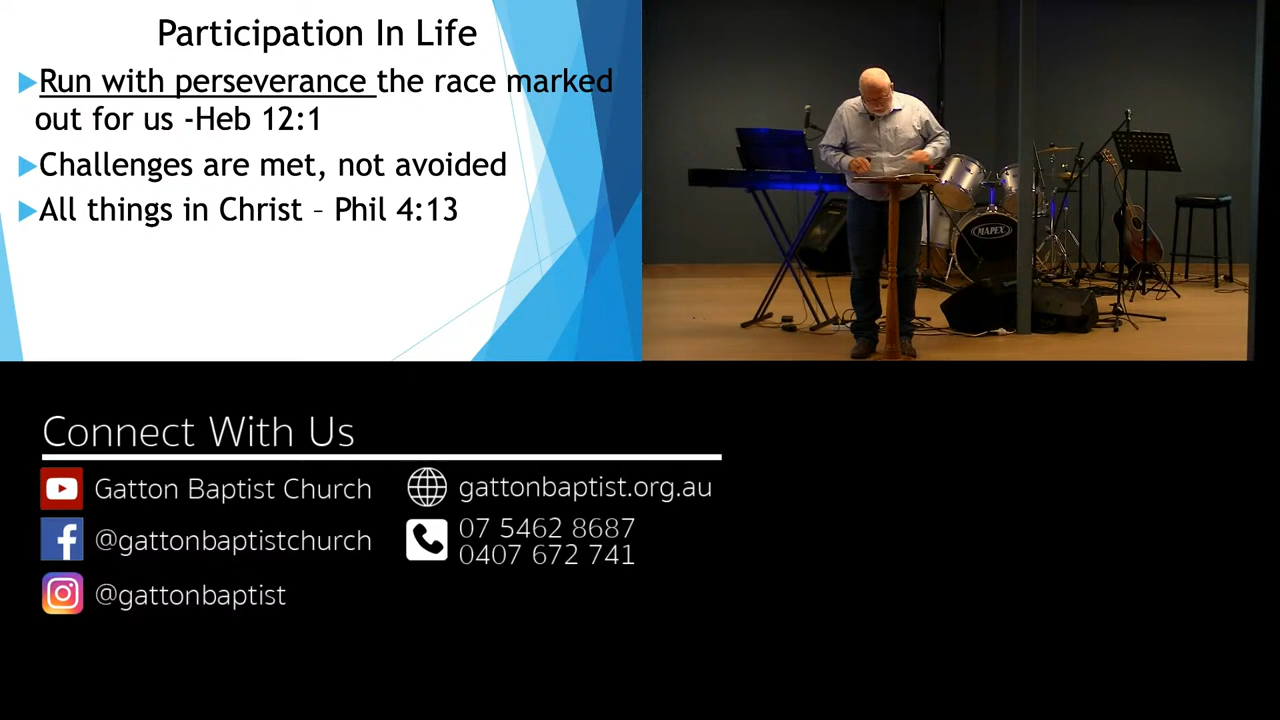 Participation In Life
Run with perseverance the race marked
out for us -Heb 12:1
Challenges are met, not avoided
All things in Christ – Phil 4:13
MAPEX
Connect With Us
Gatton Baptist Church
@gattonbaptistchurch
@gattonbaptist
gattonbaptist.org.au
07 5462 8687
0407 672 741